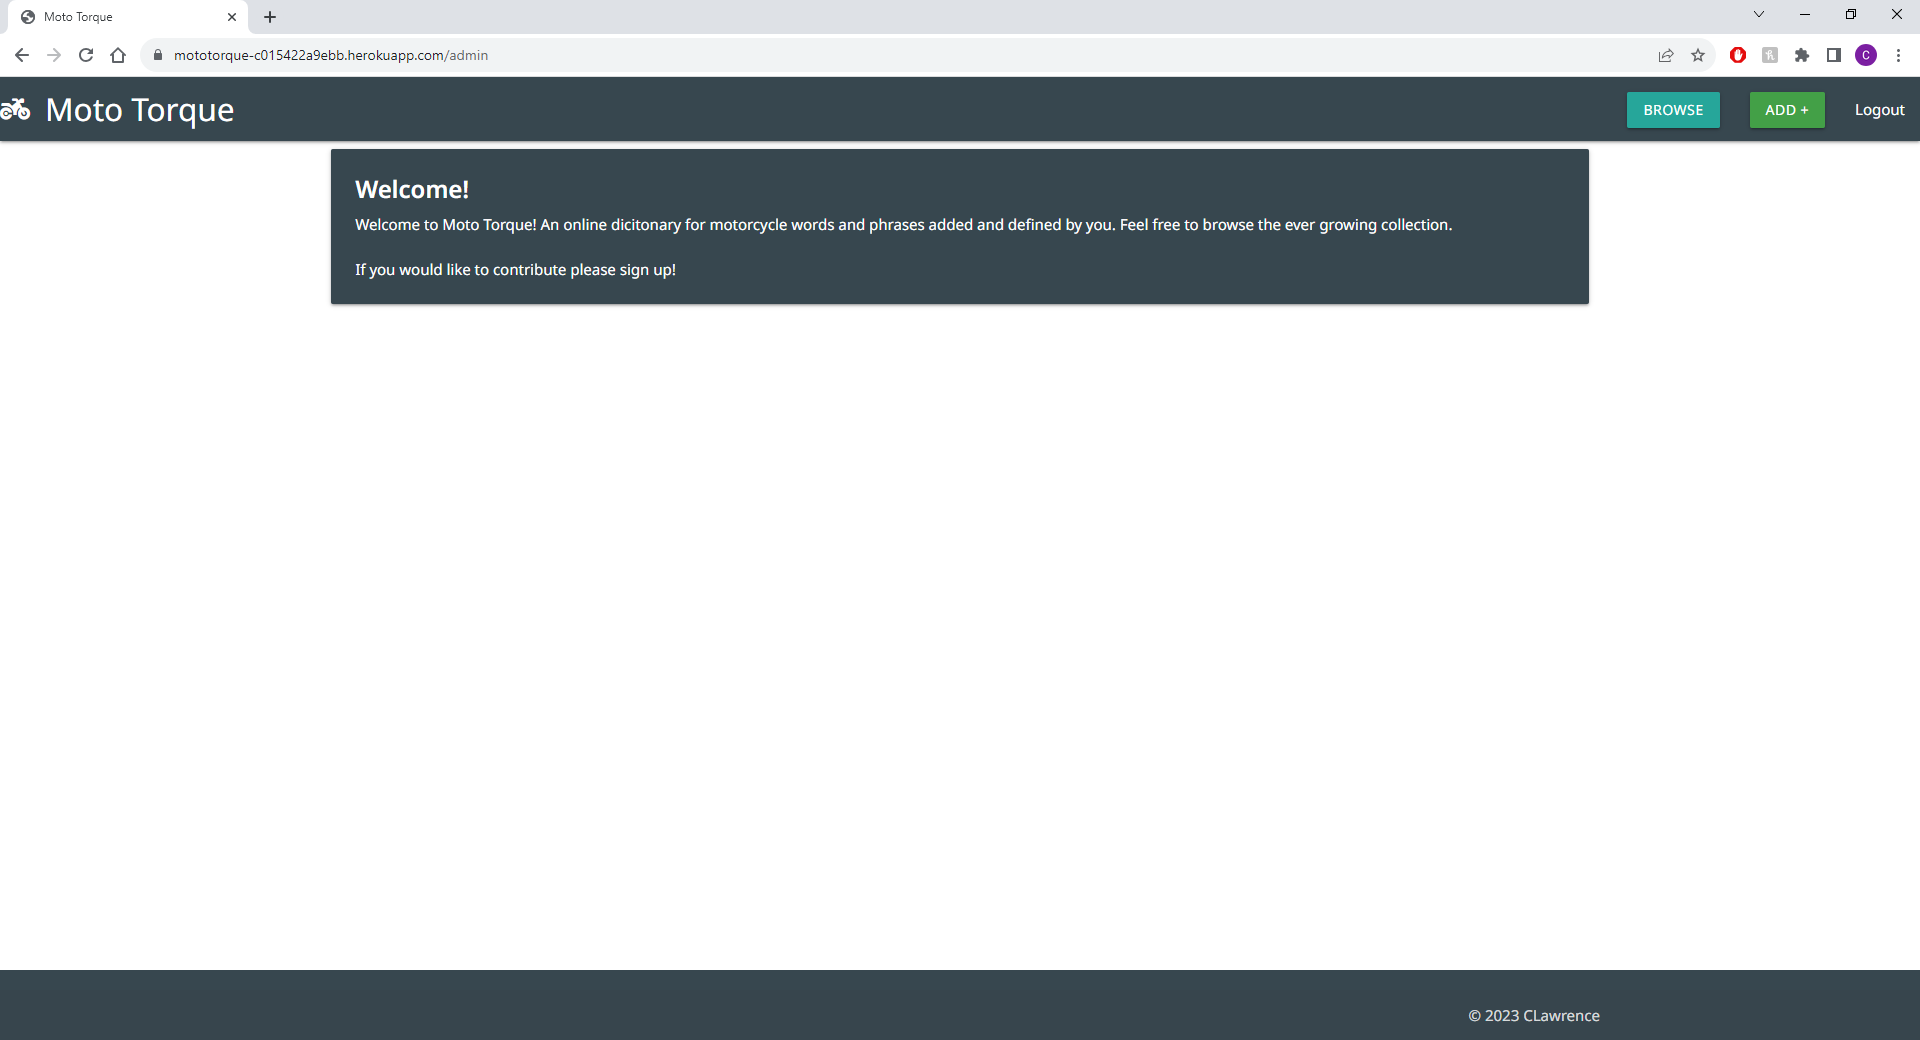 Moto Torque
mototorque-c015422a9ebb.herokuapp.com/admin
C
Moto Torque
BROWSE
ADD +
Logout
Welcome!
Welcome to Moto Torque! An online dicitonary for motorcycle words and phrases added and defined by you. Feel free to browse the ever growing collection.
If you would like to contribute please sign up!
© 2023 CLawrence